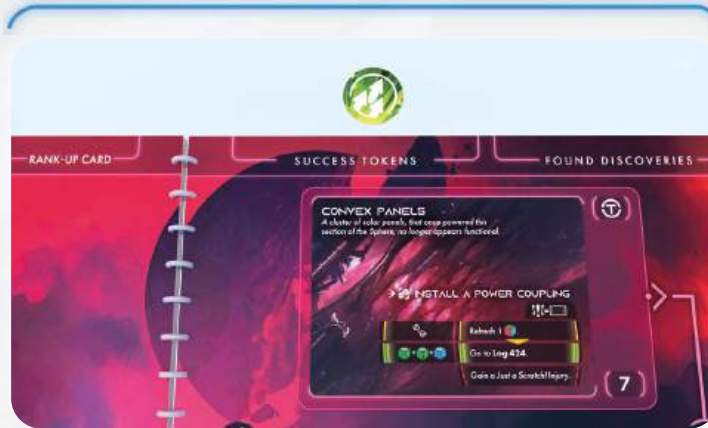 RANK-UP CARD
SUCCESS TOKENS
FOUND DISCOVERIES
CONVEX PANELS
A cluster of solar panels, that once powered this
section of the Sphere, no longer appears functional.
INSTALL A POWER COUPLING
Refresh 1
Go to Log 424.
Gain a Just a Scratch! Injury.
7